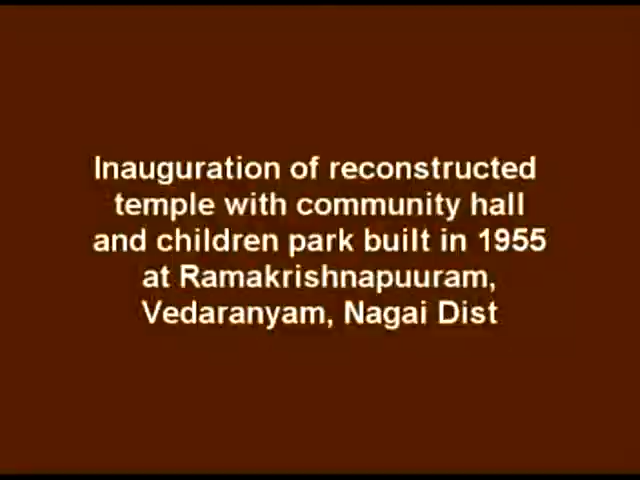 Inauguration of reconstructed
temple with community hall
and children park built in 1955
at Ramakrishnapuuram,
Vedaranyam, Nagai Dist